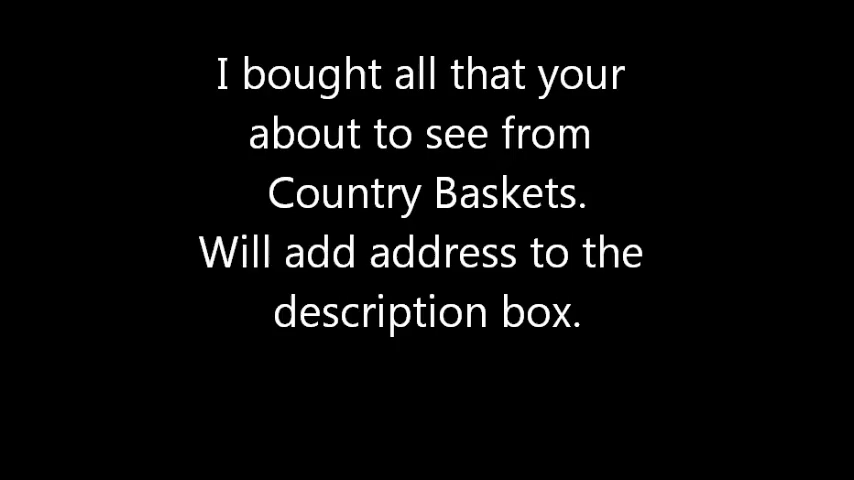 I bought all that your
about to see from
Country Baskets.
Will add address to the
description box.